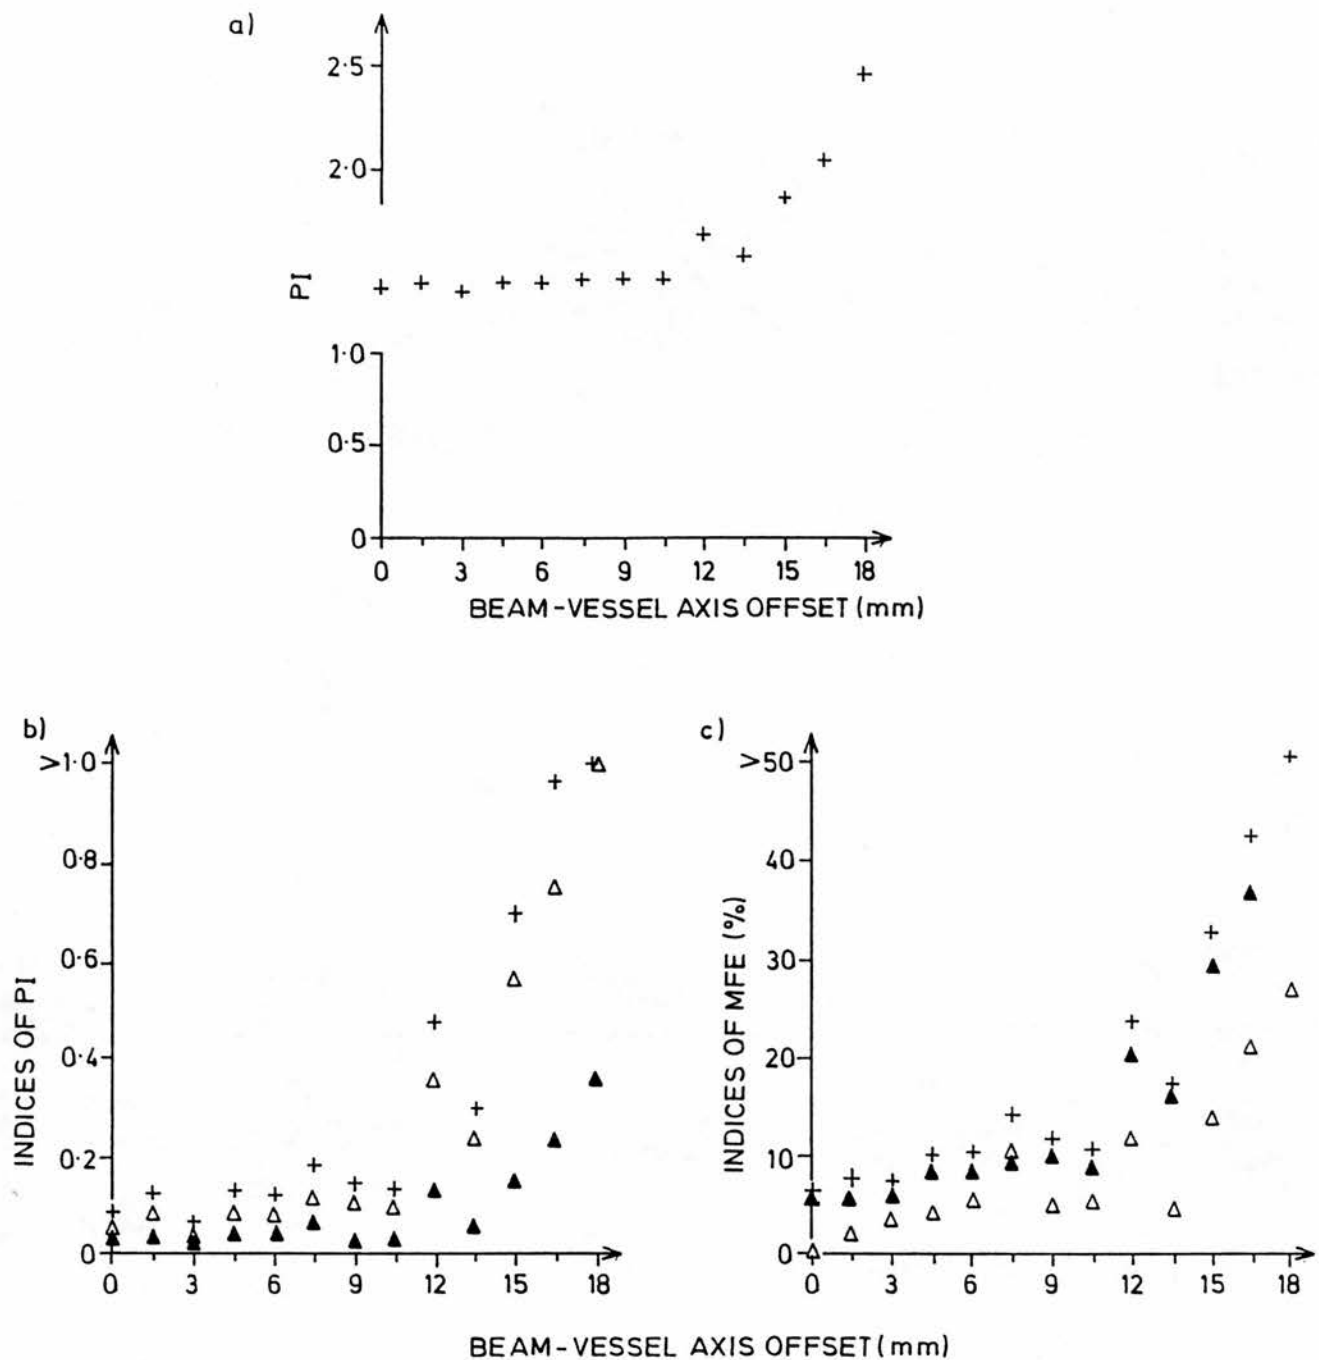 a)
2·5
2·0
PI
1·0
0·5
0
0 3 6 9 12 15 18
BEAM-VESSEL AXIS OFFSET (mm)
b)
>1·0
0·8
0·6
0·4
0·2
0
INDICES OF PI
0 3 6 9 12 15 18
c)
>50
40
30
20
10
0
INDICES OF MFE (%)
0 3 6 9 12 15 18
BEAM-VESSEL AXIS OFFSET (mm)